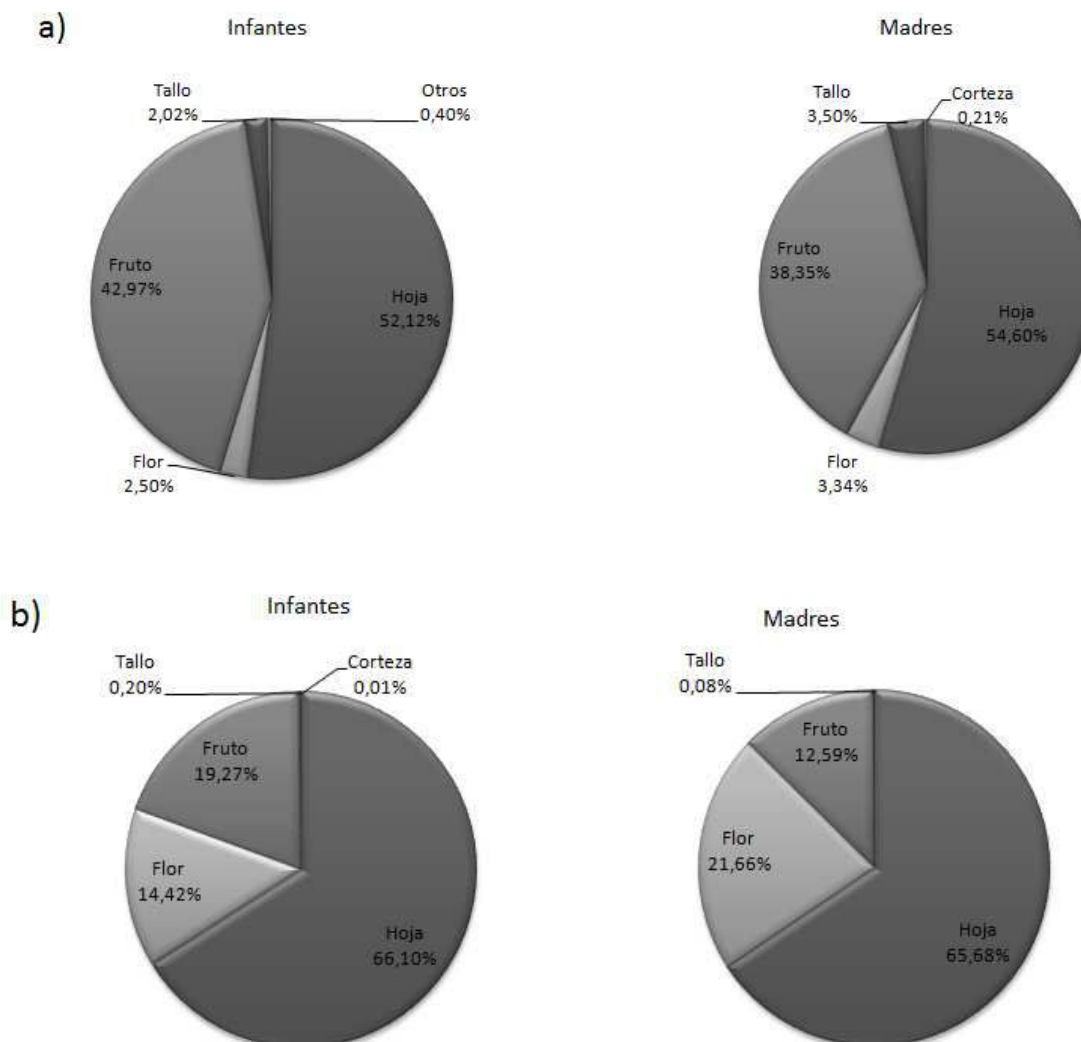 a)
Infantes
Tallo
2,02%
Otros
0,40%
Fruto
42,97%
Hoja
52,12%
Flor
2,50%
Madres
Tallo
3,50%
Corteza
0,21%
Fruto
38,35%
Hoja
54,60%
Flor
3,34%
b)
Infantes
Tallo
0,20%
Corteza
0,01%
Fruto
19,27%
Flor
14,42%
Hoja
66,10%
Madres
Tallo
0,08%
Fruto
12,59%
Flor
21,66%
Hoja
65,68%